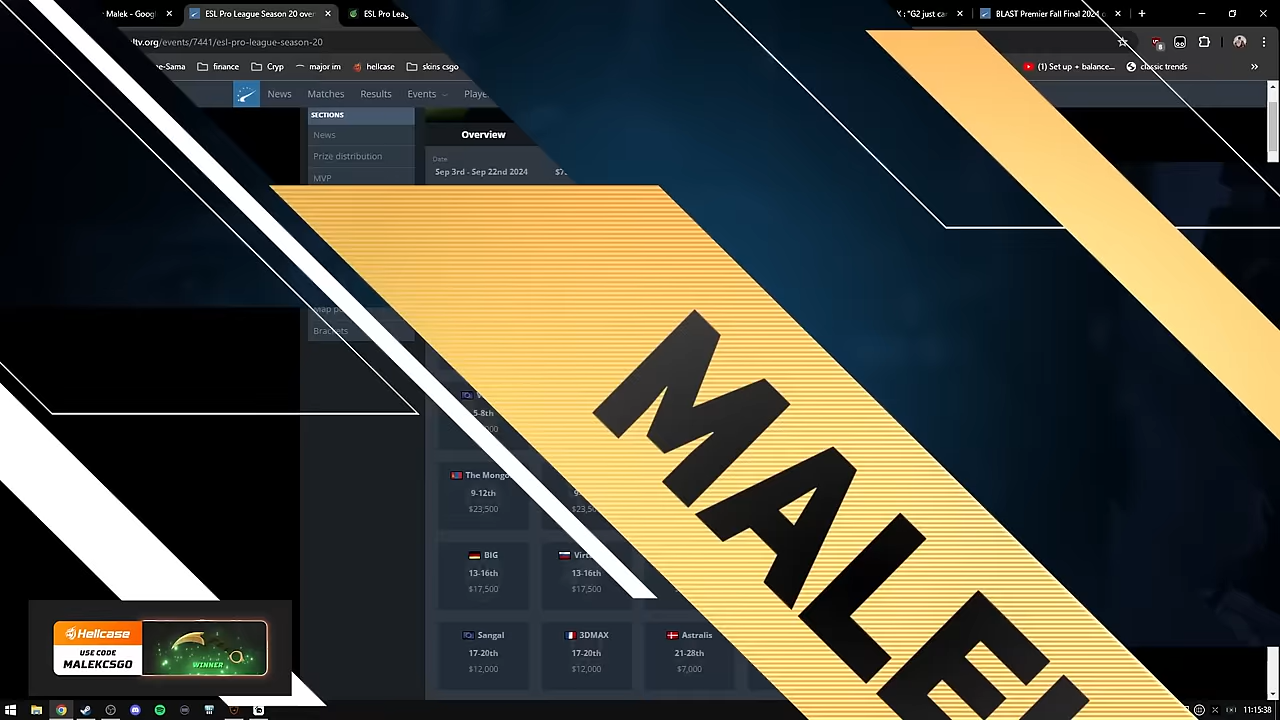 Malek - Googl
ESL Pro League Season 20 over
ESL Pro Leag
X : "G2 just ca
BLAST Premier Fall Final 2024
ltv.org/events/7441/esl-pro-league-season-20
e-Sama
finance
Cryp
major im
hellcase
skins csgo
(1) Set up + balance...
classic trends
News
Matches
Results
Events
Playe
SECTIONS
News
Prize distribution
MVP
Brackets
Overview
Date
Sep 3rd - Sep 22nd 2024
$7
5-8th
The Mongo
9-12th
$23,500
BIG
13-16th
$17,500
Virt
13-16th
$17,500
Sangal
17-20th
$12,000
3DMAX
17-20th
$12,000
Astralis
21-28th
$7,000
MALEK
Hellcase
USE CODE
MALEKCSGO
WINNER
11:15:38